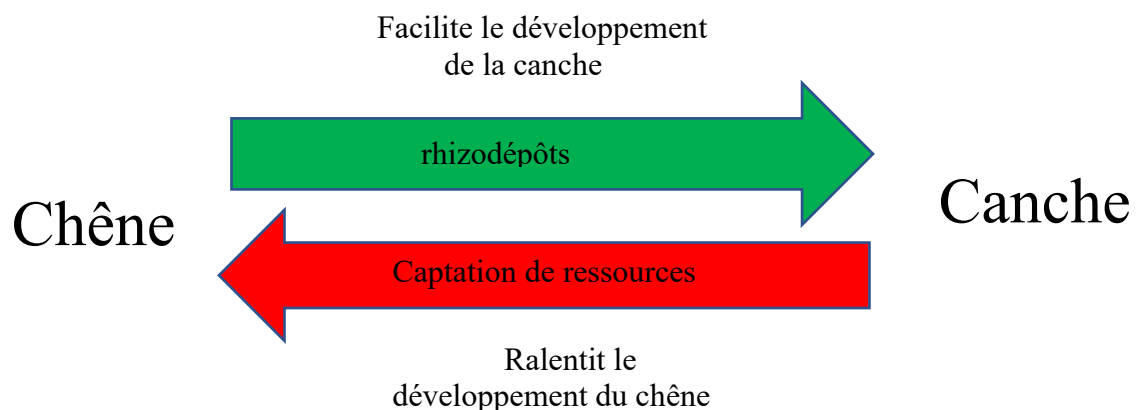 Facilite le développement
de la canche
rhizodépôts
Chêne
Canche
Captation de ressources
Ralentit le
développement du chêne